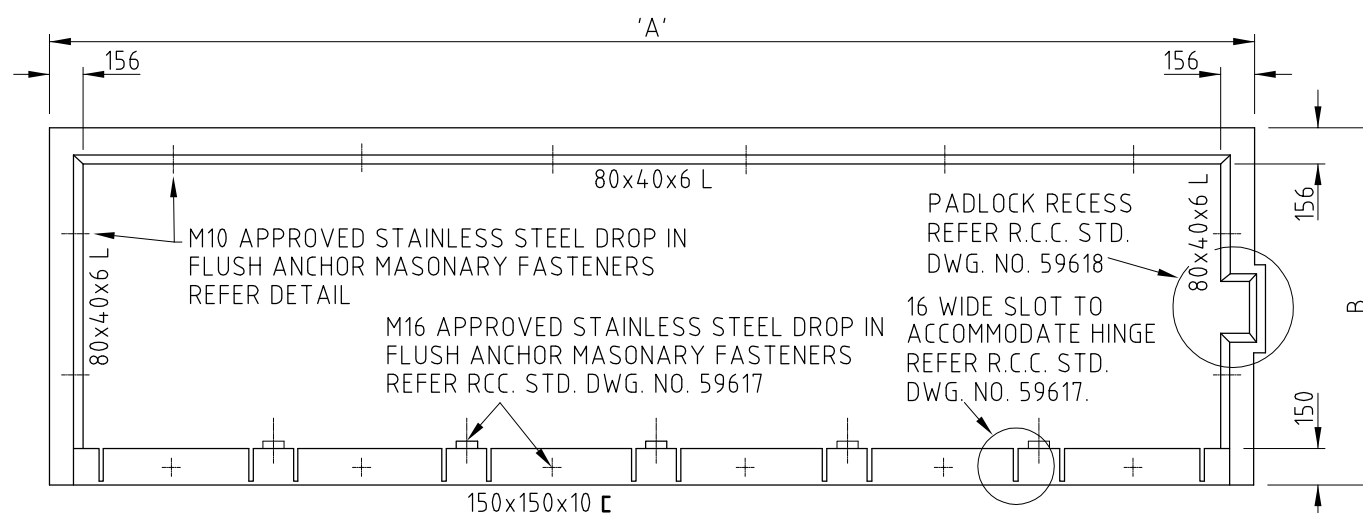 'A'
156
156
80x40x6 L
156
PADLOCK RECESS
REFER R.C.C. STD.
DWG. NO. 59618
80x40x6 L
M10 APPROVED STAINLESS STEEL DROP IN
FLUSH ANCHOR MASONARY FASTENERS
REFER DETAIL
80x40x6 L
16 WIDE SLOT TO
ACCOMMODATE HINGE
REFER R.C.C. STD.
DWG. NO. 59617.
M16 APPROVED STAINLESS STEEL DROP IN
FLUSH ANCHOR MASONARY FASTENERS
REFER RCC. STD. DWG. NO. 59617
150
150x150x10 [